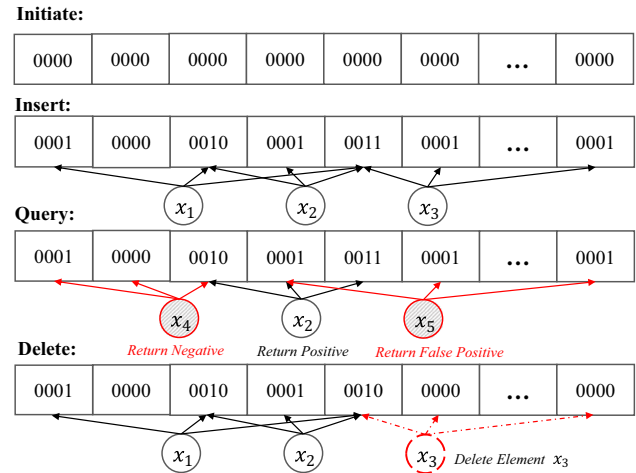 Initiate:
0000 0000 0000 0000 0000 0000 ... 0000
Insert:
0001 0000 0010 0001 0011 0001 ... 0001
x₁ x₂ x₃
Query:
0001 0000 0010 0001 0011 0001 ... 0001
x₄ x₂ x₅
Return Negative Return Positive Return False Positive
Delete:
0001 0000 0010 0001 0010 0000 ... 0000
x₁ x₂ x₃ Delete Element x₃